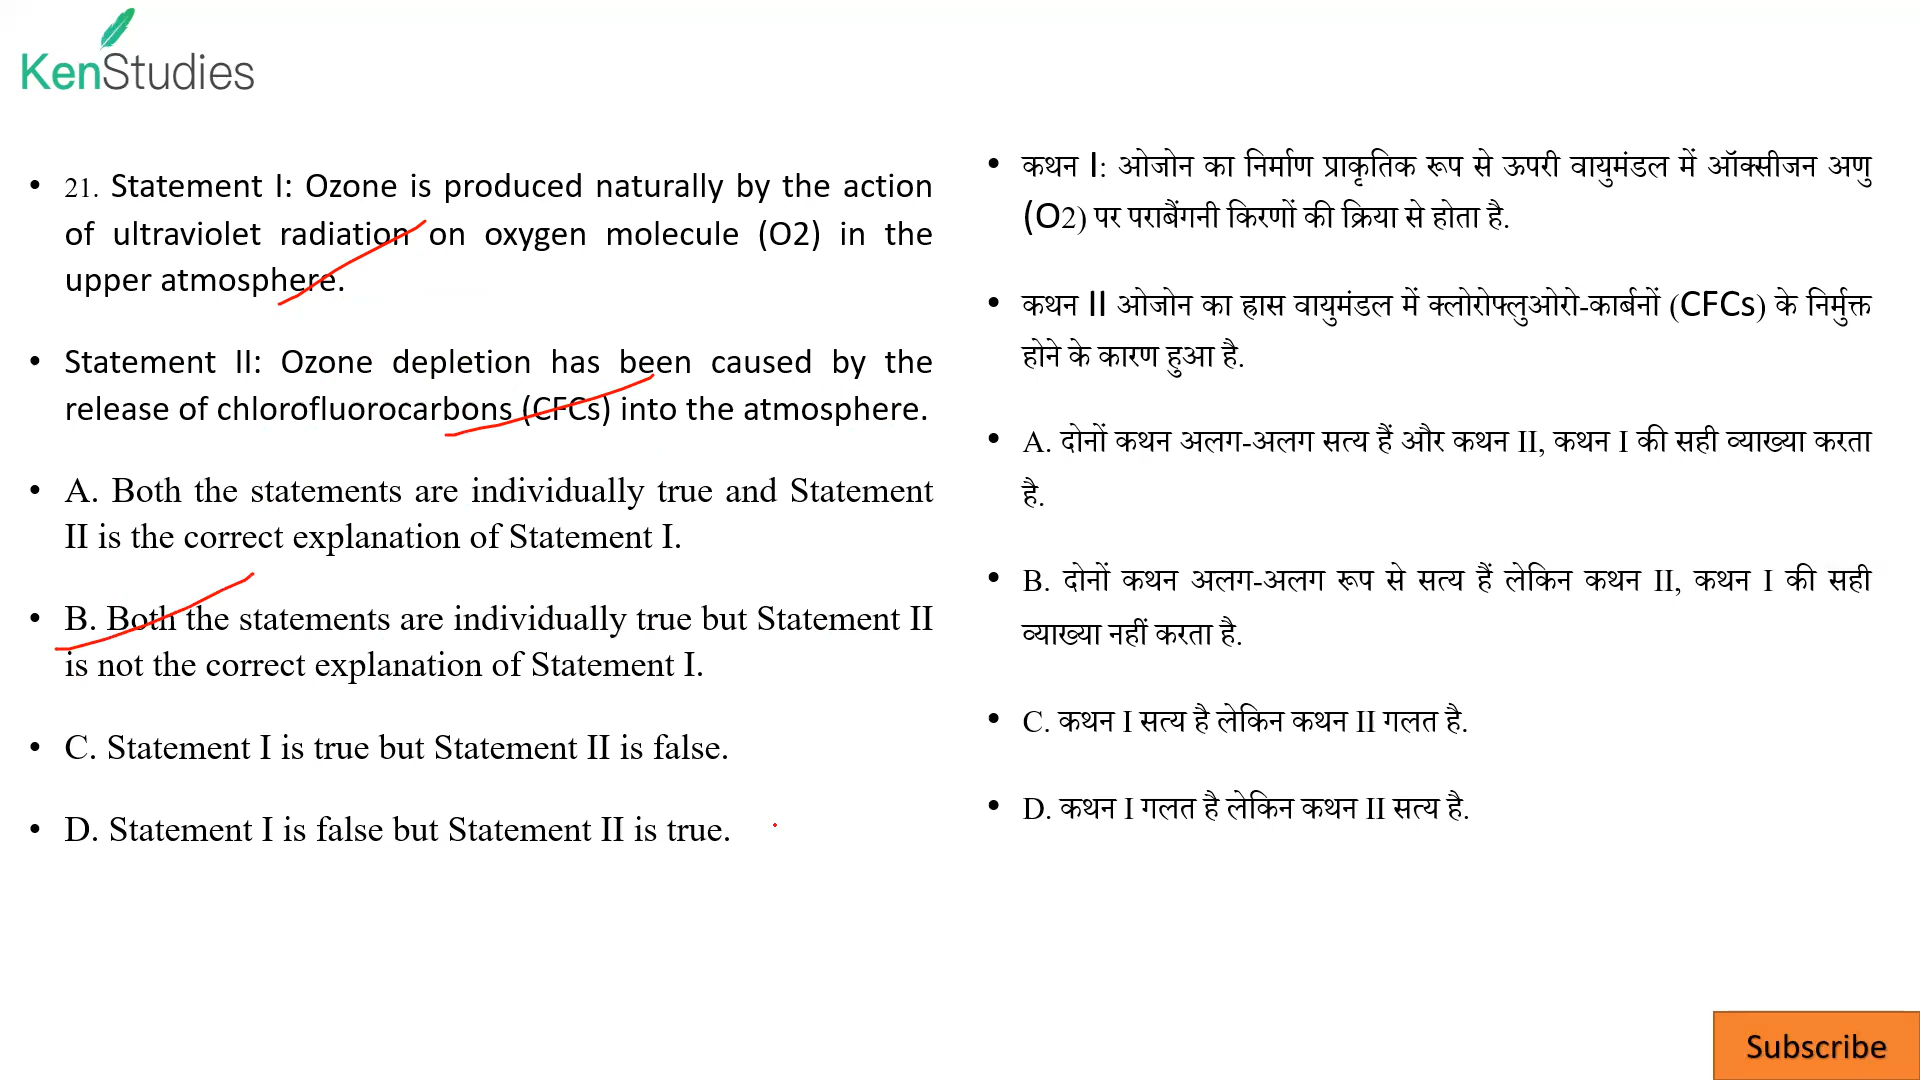 KenStudies
• 21. Statement I: Ozone is produced naturally by the action
of ultraviolet radiation on oxygen molecule (O2) in the
upper atmosphere.
• Statement II: Ozone depletion has been caused by the
release of chlorofluorocarbons (CFCs) into the atmosphere.
• A. Both the statements are individually true and Statement
II is the correct explanation of Statement I.
• B. Both the statements are individually true but Statement II
is not the correct explanation of Statement I.
• C. Statement I is true but Statement II is false.
• D. Statement I is false but Statement II is true.
• कथन I: ओजोन का निर्माण प्राकृतिक रूप से ऊपरी वायुमंडल में ऑक्सीजन अणु
(O2) पर पराबैंगनी किरणों की क्रिया से होता है.
• कथन II ओजोन का ह्रास वायुमंडल में क्लोरोफ्लुओरो-कार्बनों (CFCs) के निर्मुक्त
होने के कारण हुआ है.
• A. दोनों कथन अलग-अलग सत्य हैं और कथन II, कथन I की सही व्याख्या करता
है.
• B. दोनों कथन अलग-अलग रूप से सत्य हैं लेकिन कथन II, कथन I की सही
व्याख्या नहीं करता है.
• C. कथन I सत्य है लेकिन कथन II गलत है.
• D. कथन I गलत है लेकिन कथन II सत्य है.
Subscribe